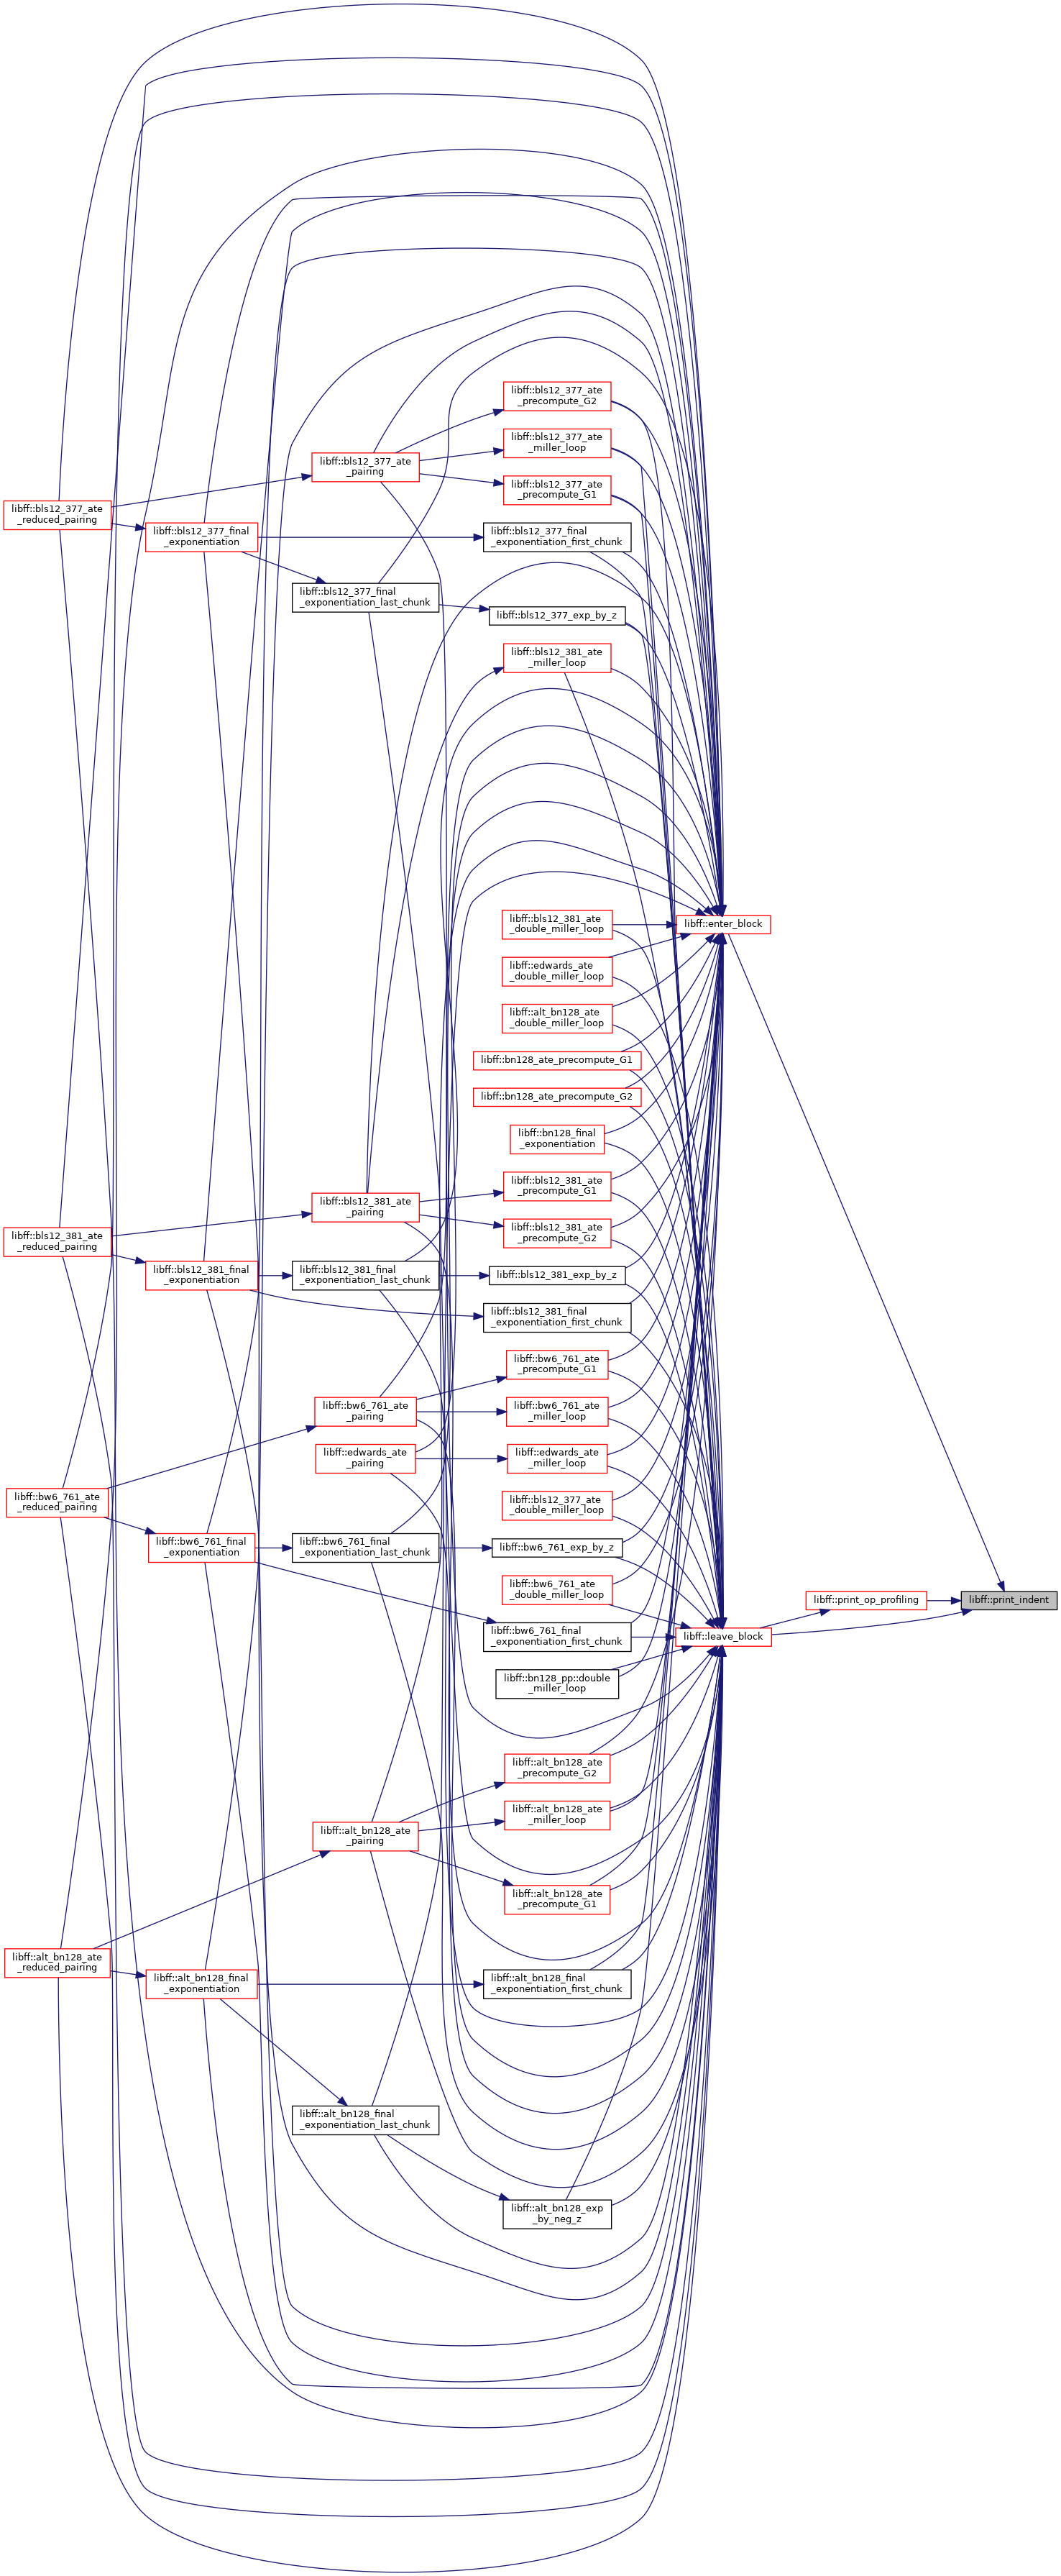 libff::bls12_377_ate
_precompute_G2
libff::bls12_377_ate
_miller_loop
libff::bls12_377_ate
_pairing
libff::bls12_377_ate
_precompute_G1
libff::bls12_377_ate
_reduced_pairing
libff::bls12_377_final
_exponentiation
libff::bls12_377_final
_exponentiation_first_chunk
libff::bls12_377_final
_exponentiation_last_chunk
libff::bls12_377_exp_by_z
libff::bls12_381_ate
_miller_loop
libff::enter_block
libff::bls12_381_ate
_double_miller_loop
libff::edwards_ate
_double_miller_loop
libff::alt_bn128_ate
_double_miller_loop
libff::bn128_ate_precompute_G1
libff::bn128_ate_precompute_G2
libff::bn128_final
_exponentiation
libff::bls12_381_ate
_precompute_G1
libff::bls12_381_ate
_pairing
libff::bls12_381_ate
_precompute_G2
libff::bls12_381_ate
_reduced_pairing
libff::bls12_381_final
_exponentiation
libff::bls12_381_final
_exponentiation_last_chunk
libff::bls12_381_exp_by_z
libff::bls12_381_final
_exponentiation_first_chunk
libff::bw6_761_ate
_precompute_G1
libff::bw6_761_ate
_pairing
libff::bw6_761_ate
_miller_loop
libff::edwards_ate
_pairing
libff::edwards_ate
_miller_loop
libff::bw6_761_ate
_reduced_pairing
libff::bls12_377_ate
_double_miller_loop
libff::bw6_761_final
_exponentiation
libff::bw6_761_final
_exponentiation_last_chunk
libff::bw6_761_exp_by_z
libff::bw6_761_ate
_double_miller_loop
libff::print_op_profiling
libff::print_indent
libff::bw6_761_final
_exponentiation_first_chunk
libff::leave_block
libff::bn128_pp::double
_miller_loop
libff::alt_bn128_ate
_precompute_G2
libff::alt_bn128_ate
_miller_loop
libff::alt_bn128_ate
_pairing
libff::alt_bn128_ate
_precompute_G1
libff::alt_bn128_ate
_reduced_pairing
libff::alt_bn128_final
_exponentiation
libff::alt_bn128_final
_exponentiation_first_chunk
libff::alt_bn128_final
_exponentiation_last_chunk
libff::alt_bn128_exp
_by_neg_z